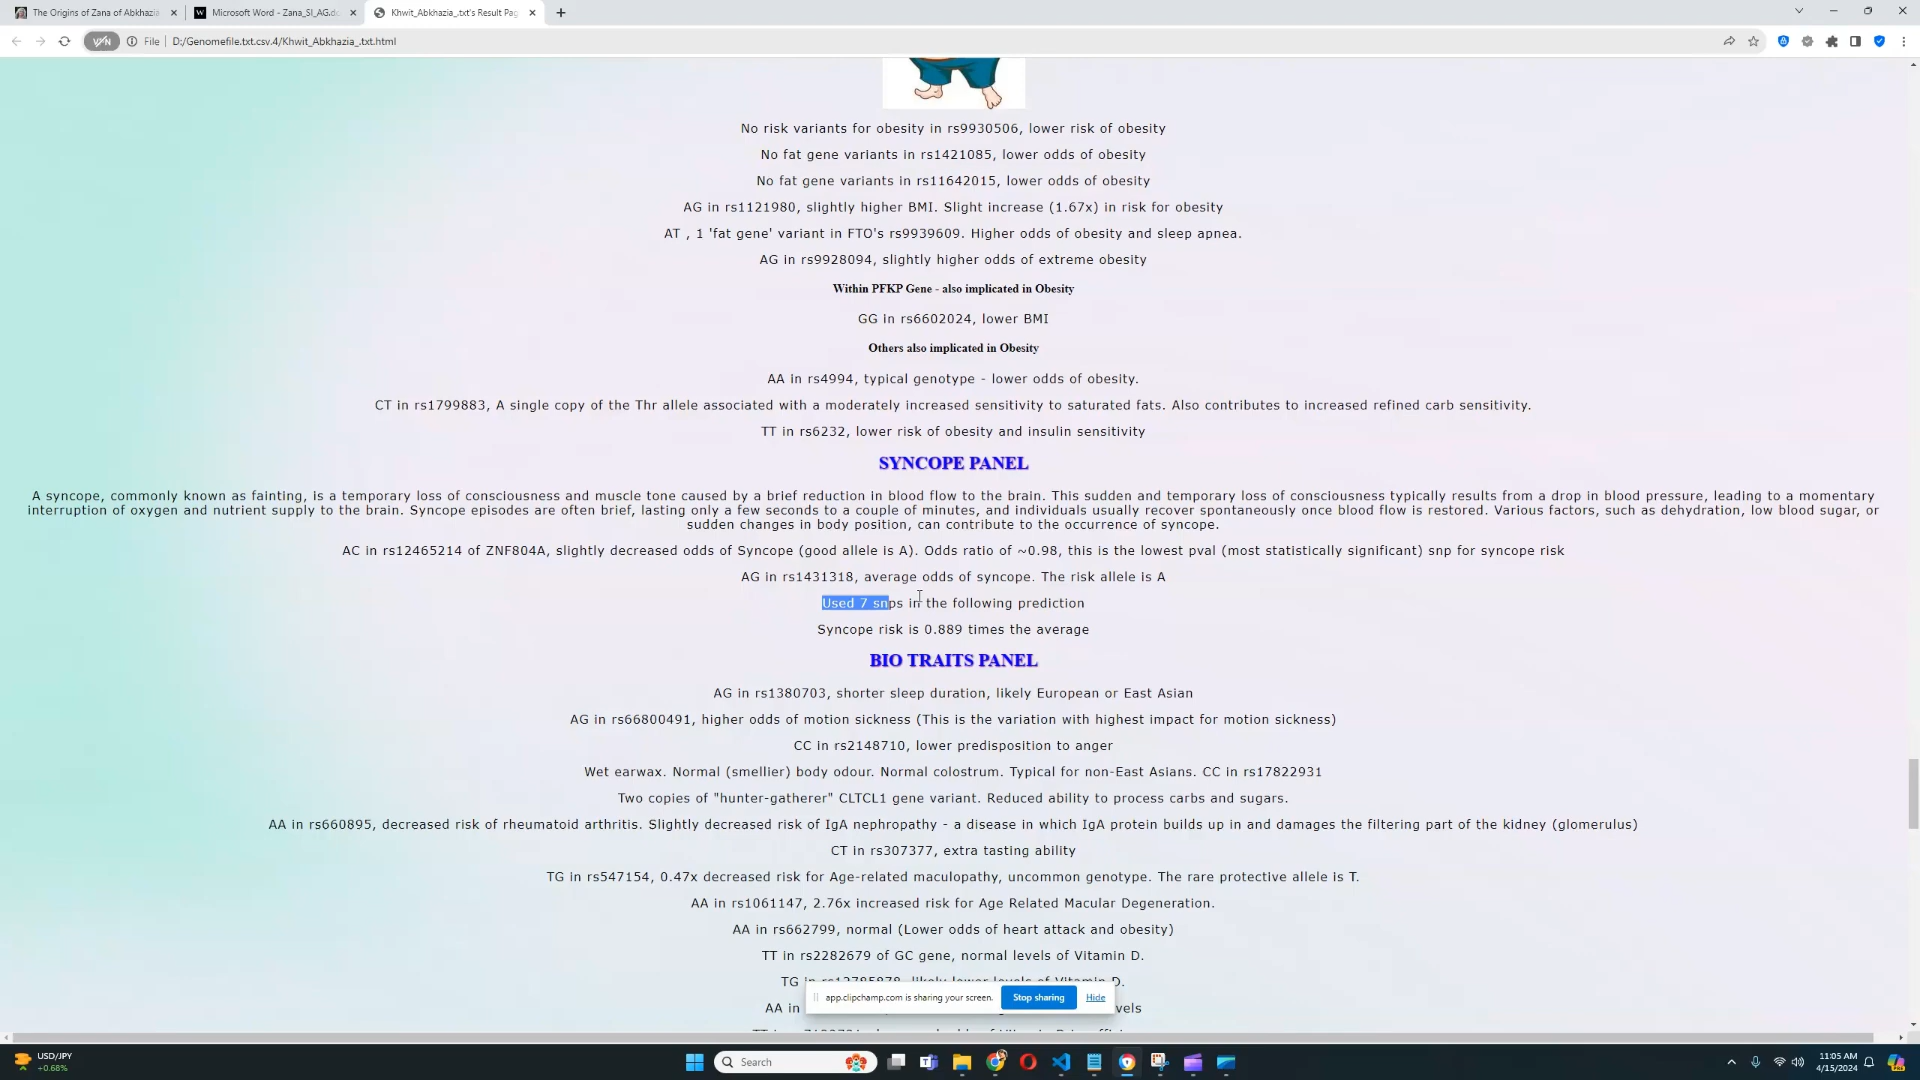 The Origins of Zana of Abkhazia
Microsoft Word - Zana_SI_AG.do
Khwit_Abkhazia_.txt's Result Pag
File
D:/Genomefile.txt.csv.4/Khwit_Abkhazia_.txt.html
No risk variants for obesity in rs9930506, lower risk of obesity
No fat gene variants in rs1421085, lower odds of obesity
No fat gene variants in rs11642015, lower odds of obesity
AG in rs1121980, slightly higher BMI. Slight increase (1.67x) in risk for obesity
AT , 1 'fat gene' variant in FTO's rs9939609. Higher odds of obesity and sleep apnea.
AG in rs9928094, slightly higher odds of extreme obesity
Within PFKP Gene - also implicated in Obesity
GG in rs6602024, lower BMI
Others also implicated in Obesity
AA in rs4994, typical genotype - lower odds of obesity.
CT in rs1799883, A single copy of the Thr allele associated with a moderately increased sensitivity to saturated fats. Also contributes to increased refined carb sensitivity.
TT in rs6232, lower risk of obesity and insulin sensitivity
SYNCOPE PANEL
A syncope, commonly known as fainting, is a temporary loss of consciousness and muscle tone caused by a brief reduction in blood flow to the brain. This sudden and temporary loss of consciousness typically results from a drop in blood pressure, leading to a momentary
interruption of oxygen and nutrient supply to the brain. Syncope episodes are often brief, lasting only a few seconds to a couple of minutes, and individuals usually recover spontaneously once blood flow is restored. Various factors, such as dehydration, low blood sugar, or
sudden changes in body position, can contribute to the occurrence of syncope.
AC in rs12465214 of ZNF804A, slightly decreased odds of Syncope (good allele is A). Odds ratio of ~0.98, this is the lowest pval (most statistically significant) snp for syncope risk
AG in rs1431318, average odds of syncope. The risk allele is A
Used 7 snps in the following prediction
Syncope risk is 0.889 times the average
BIO TRAITS PANEL
AG in rs1380703, shorter sleep duration, likely European or East Asian
AG in rs66800491, higher odds of motion sickness (This is the variation with highest impact for motion sickness)
CC in rs2148710, lower predisposition to anger
Wet earwax. Normal (smellier) body odour. Normal colostrum. Typical for non-East Asians. CC in rs17822931
Two copies of "hunter-gatherer" CLTCL1 gene variant. Reduced ability to process carbs and sugars.
AA in rs660895, decreased risk of rheumatoid arthritis. Slightly decreased risk of IgA nephropathy - a disease in which IgA protein builds up in and damages the filtering part of the kidney (glomerulus)
CT in rs307377, extra tasting ability
TG in rs547154, 0.47x decreased risk for Age-related maculopathy, uncommon genotype. The rare protective allele is T.
AA in rs1061147, 2.76x increased risk for Age Related Macular Degeneration.
AA in rs662799, normal (Lower odds of heart attack and obesity)
TT in rs2282679 of GC gene, normal levels of Vitamin D.
TG
app.clipchamp.com is sharing your screen.
Stop sharing
Hide
AA in
vels
USD/JPY
+0.68%
Search
11:05 AM
4/15/2024